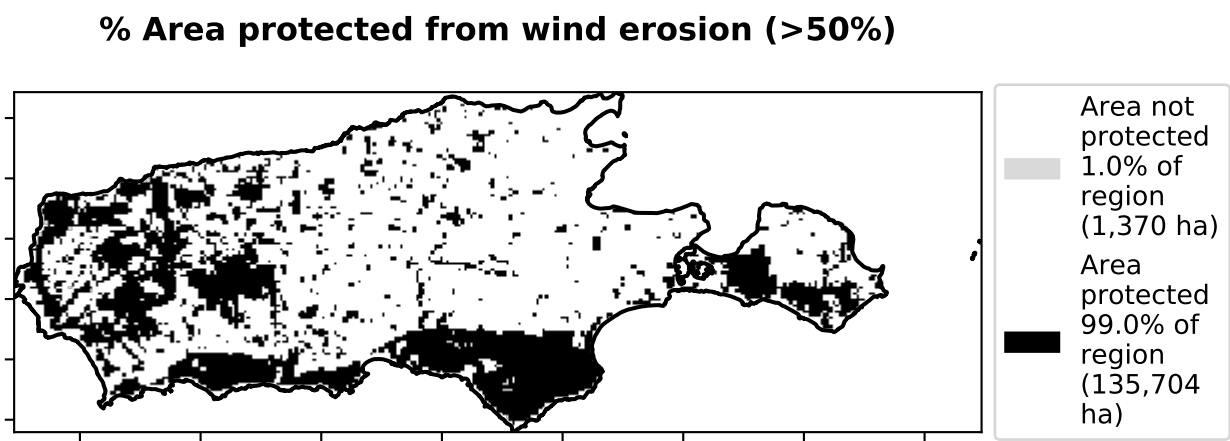 % Area protected from wind erosion (>50%)
Area not
protected
1.0% of
region
(1,370 ha)
Area
protected
99.0% of
region
(135,704
ha)